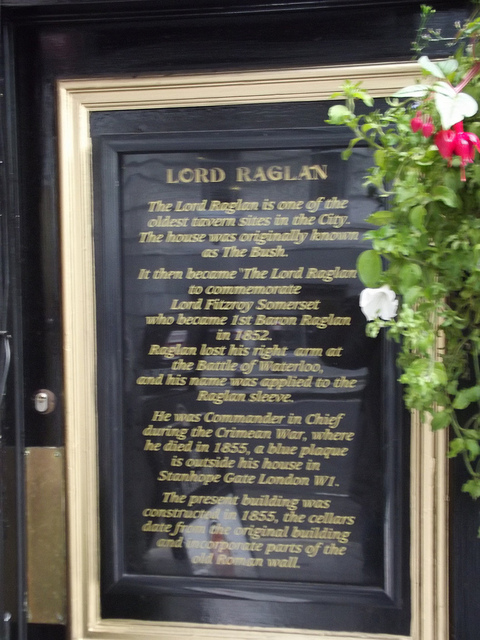 LORD RAGLAN
The Lord Raglan is one of the
oldest tavern sites in the City.
The house was originally known
as The Bush.
It then became 'The Lord Raglan
to commemorate
Lord Fitzroy Somerset
who became 1st Baron Raglan
in 1852.
Raglan lost his right arm at
the Battle of Waterloo,
and his name was applied to the
Raglan sleeve.
He was Commander in Chief
during the Crimean War, where
he died in 1855, a blue plaque
is outside his house in
Stanhope Gate London W1.
The present building was
constructed in 1855, the cellars
date from the original building
and incorporate parts of the
old Roman wall.